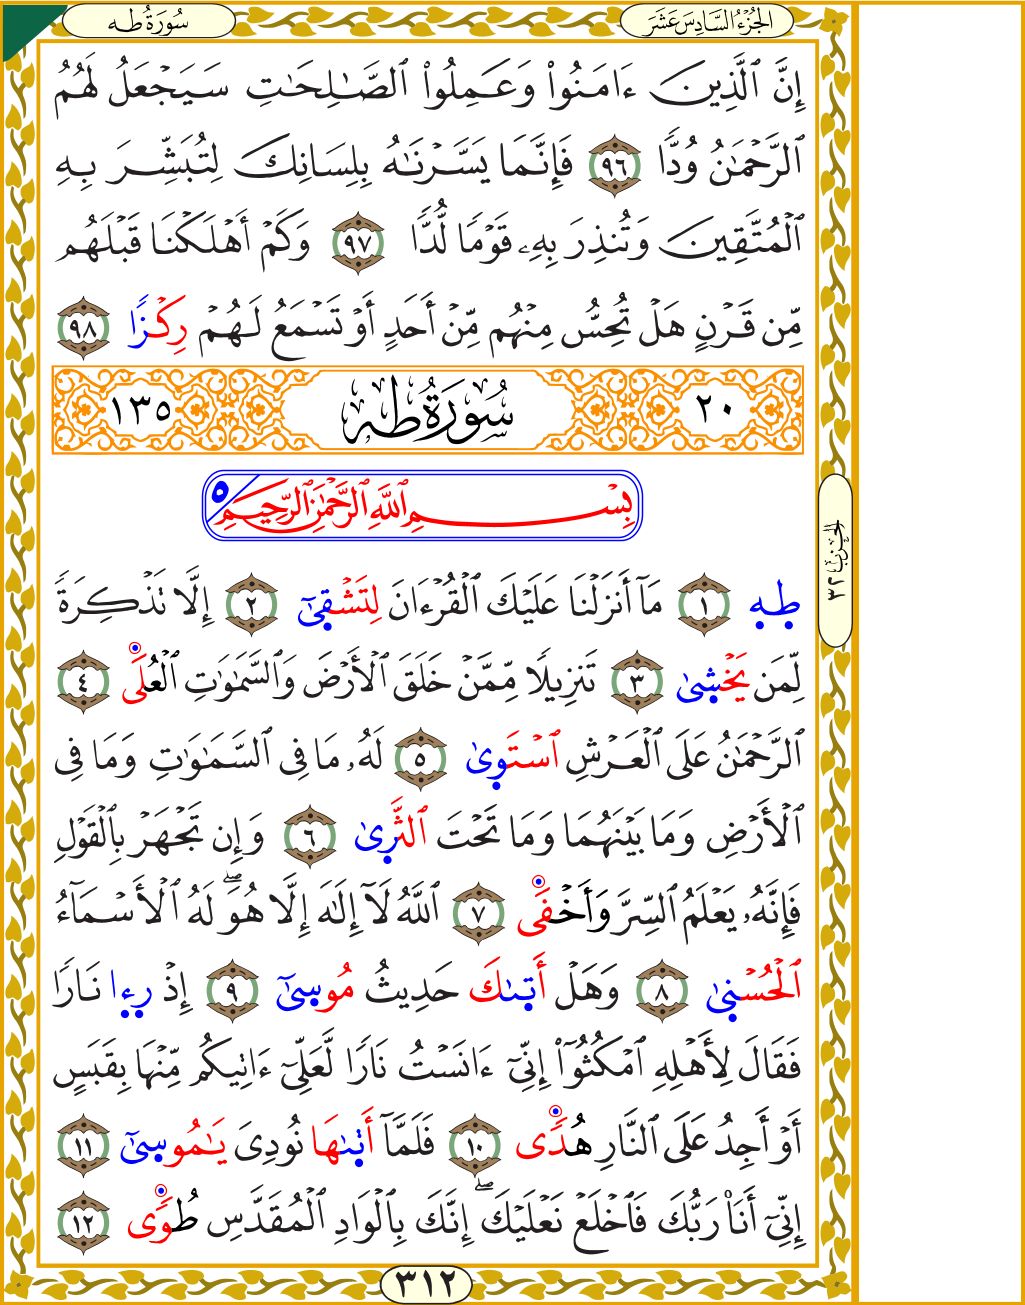 سُورَةُ طه
الجُزْءُ السَّادِسَ عَشَرَ
إِنَّ ٱلَّذِينَ ءَامَنُوا۟ وَعَمِلُوا۟ ٱلصَّٰلِحَٰتِ سَيَجْعَلُ لَهُمُ
ٱلرَّحْمَٰنُ وُدًّا ٩٦ فَإِنَّمَا يَسَّرْنَٰهُ بِلِسَانِكَ لِتُبَشِّرَ بِهِ
ٱلْمُتَّقِينَ وَتُنذِرَ بِهِۦ قَوْمًا لُّدًّا ٩٧ وَكَمْ أَهْلَكْنَا قَبْلَهُم
مِّن قَرْنٍ هَلْ تُحِسُّ مِنْهُم مِّنْ أَحَدٍ أَوْ تَسْمَعُ لَهُمْ رِكْزًۢا ٩٨
٢٠ سُورَةُ طه ١٣٥
بِسْمِ ٱللَّهِ ٱلرَّحْمَٰنِ ٱلرَّحِيمِ ٥
طه ١ مَآ أَنزَلْنَا عَلَيْكَ ٱلْقُرْءَانَ لِتَشْقَىٰٓ ٢ إِلَّا تَذْكِرَةً
لِّمَن يَخْشَىٰ ٣ تَنزِيلًا مِّمَّنْ خَلَقَ ٱلْأَرْضَ وَٱلسَّمَٰوَٰتِ ٱلْعُلَى ٤
ٱلرَّحْمَٰنُ عَلَى ٱلْعَرْشِ ٱسْتَوَىٰ ٥ لَهُۥ مَا فِى ٱلسَّمَٰوَٰتِ وَمَا فِى
ٱلْأَرْضِ وَمَا بَيْنَهُمَا وَمَا تَحْتَ ٱلثَّرَىٰ ٦ وَإِن تَجْهَرْ بِٱلْقَوْلِ
فَإِنَّهُۥ يَعْلَمُ ٱلسِّرَّ وَأَخْفَى ٧ ٱللَّهُ لَآ إِلَٰهَ إِلَّا هُوَ ۖ لَهُ ٱلْأَسْمَآءُ
ٱلْحُسْنَىٰ ٨ وَهَلْ أَتَىٰكَ حَدِيثُ مُوسَىٰٓ ٩ إِذْ رَءَا نَارًا
فَقَالَ لِأَهْلِهِ ٱمْكُثُوٓا۟ إِنِّىٓ ءَانَسْتُ نَارًا لَّعَلِّىٓ ءَاتِيكُم مِّنْهَا بِقَبَسٍ
أَوْ أَجِدُ عَلَى ٱلنَّارِ هُدًى ١٠ فَلَمَّآ أَتَىٰهَا نُودِىَ يَٰمُوسَىٰٓ ١١
إِنِّىٓ أَنَا۠ رَبُّكَ فَٱخْلَعْ نَعْلَيْكَ ۖ إِنَّكَ بِٱلْوَادِ ٱلْمُقَدَّسِ طُوًى ١٢
الحِزْبُ ٣٢
٣١٢